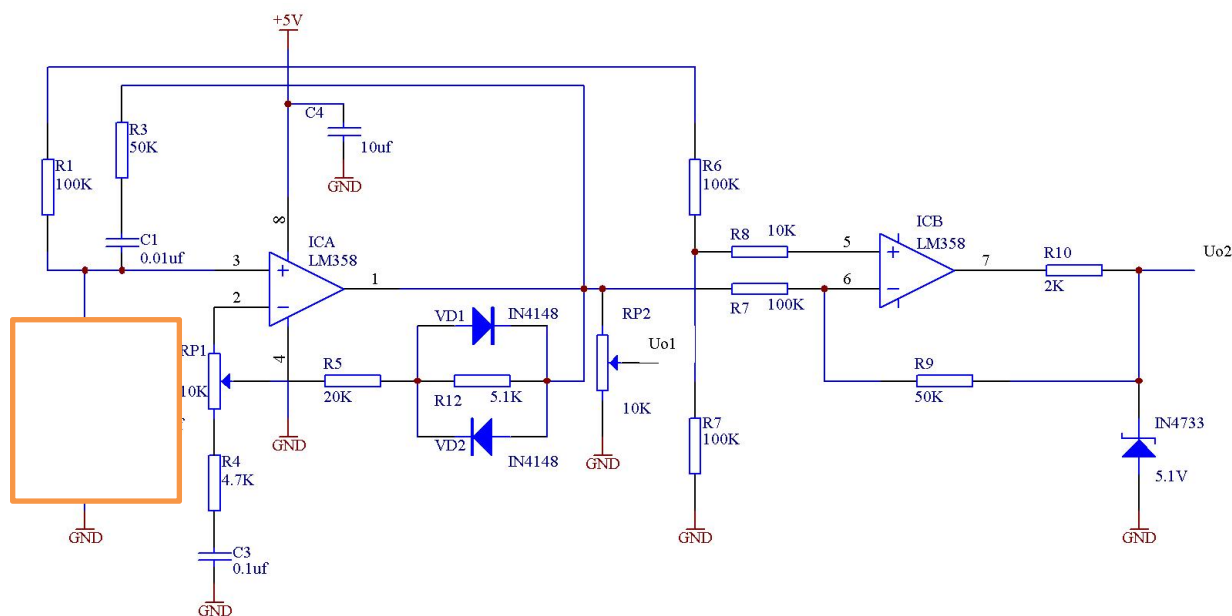 +5V
C4
10uf
GND
R3
50K
R1
100K
C1
0.01uf
R6
100K
8
ICA
LM358
3
2
1
4
ICB
LM358
R8
10K
5
6
7
R7
100K
R10
2K
Uo2
RP1
10K
R5
20K
VD1
IN4148
R12
5.1K
VD2
IN4148
GND
RP2
Uo1
10K
GND
R9
50K
R7
100K
GND
IN4733
5.1V
GND
R4
4.7K
GND
C3
0.1uf
GND